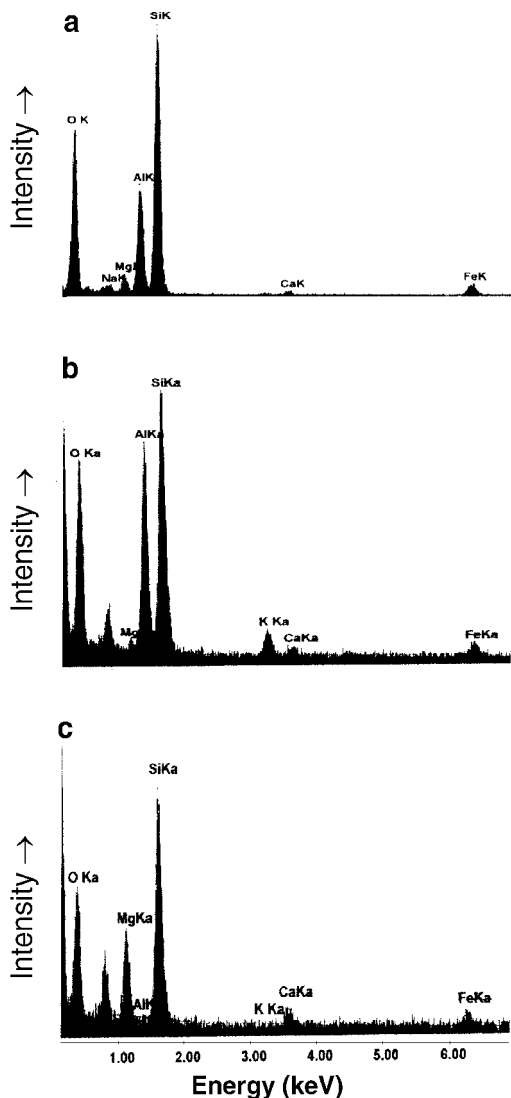 a
SiK
O K
AlK
Mg
NaK
CaK
FeK
Intensity →
b
SiKa
AlKa
O Ka
Mg
K Ka
CaKa
FeKa
Intensity →
c
SiKa
O Ka
MgKa
AlK
CaKa
K Ka
FeKa
Intensity →
1.00 2.00 3.00 4.00 5.00 6.00
Energy (keV)